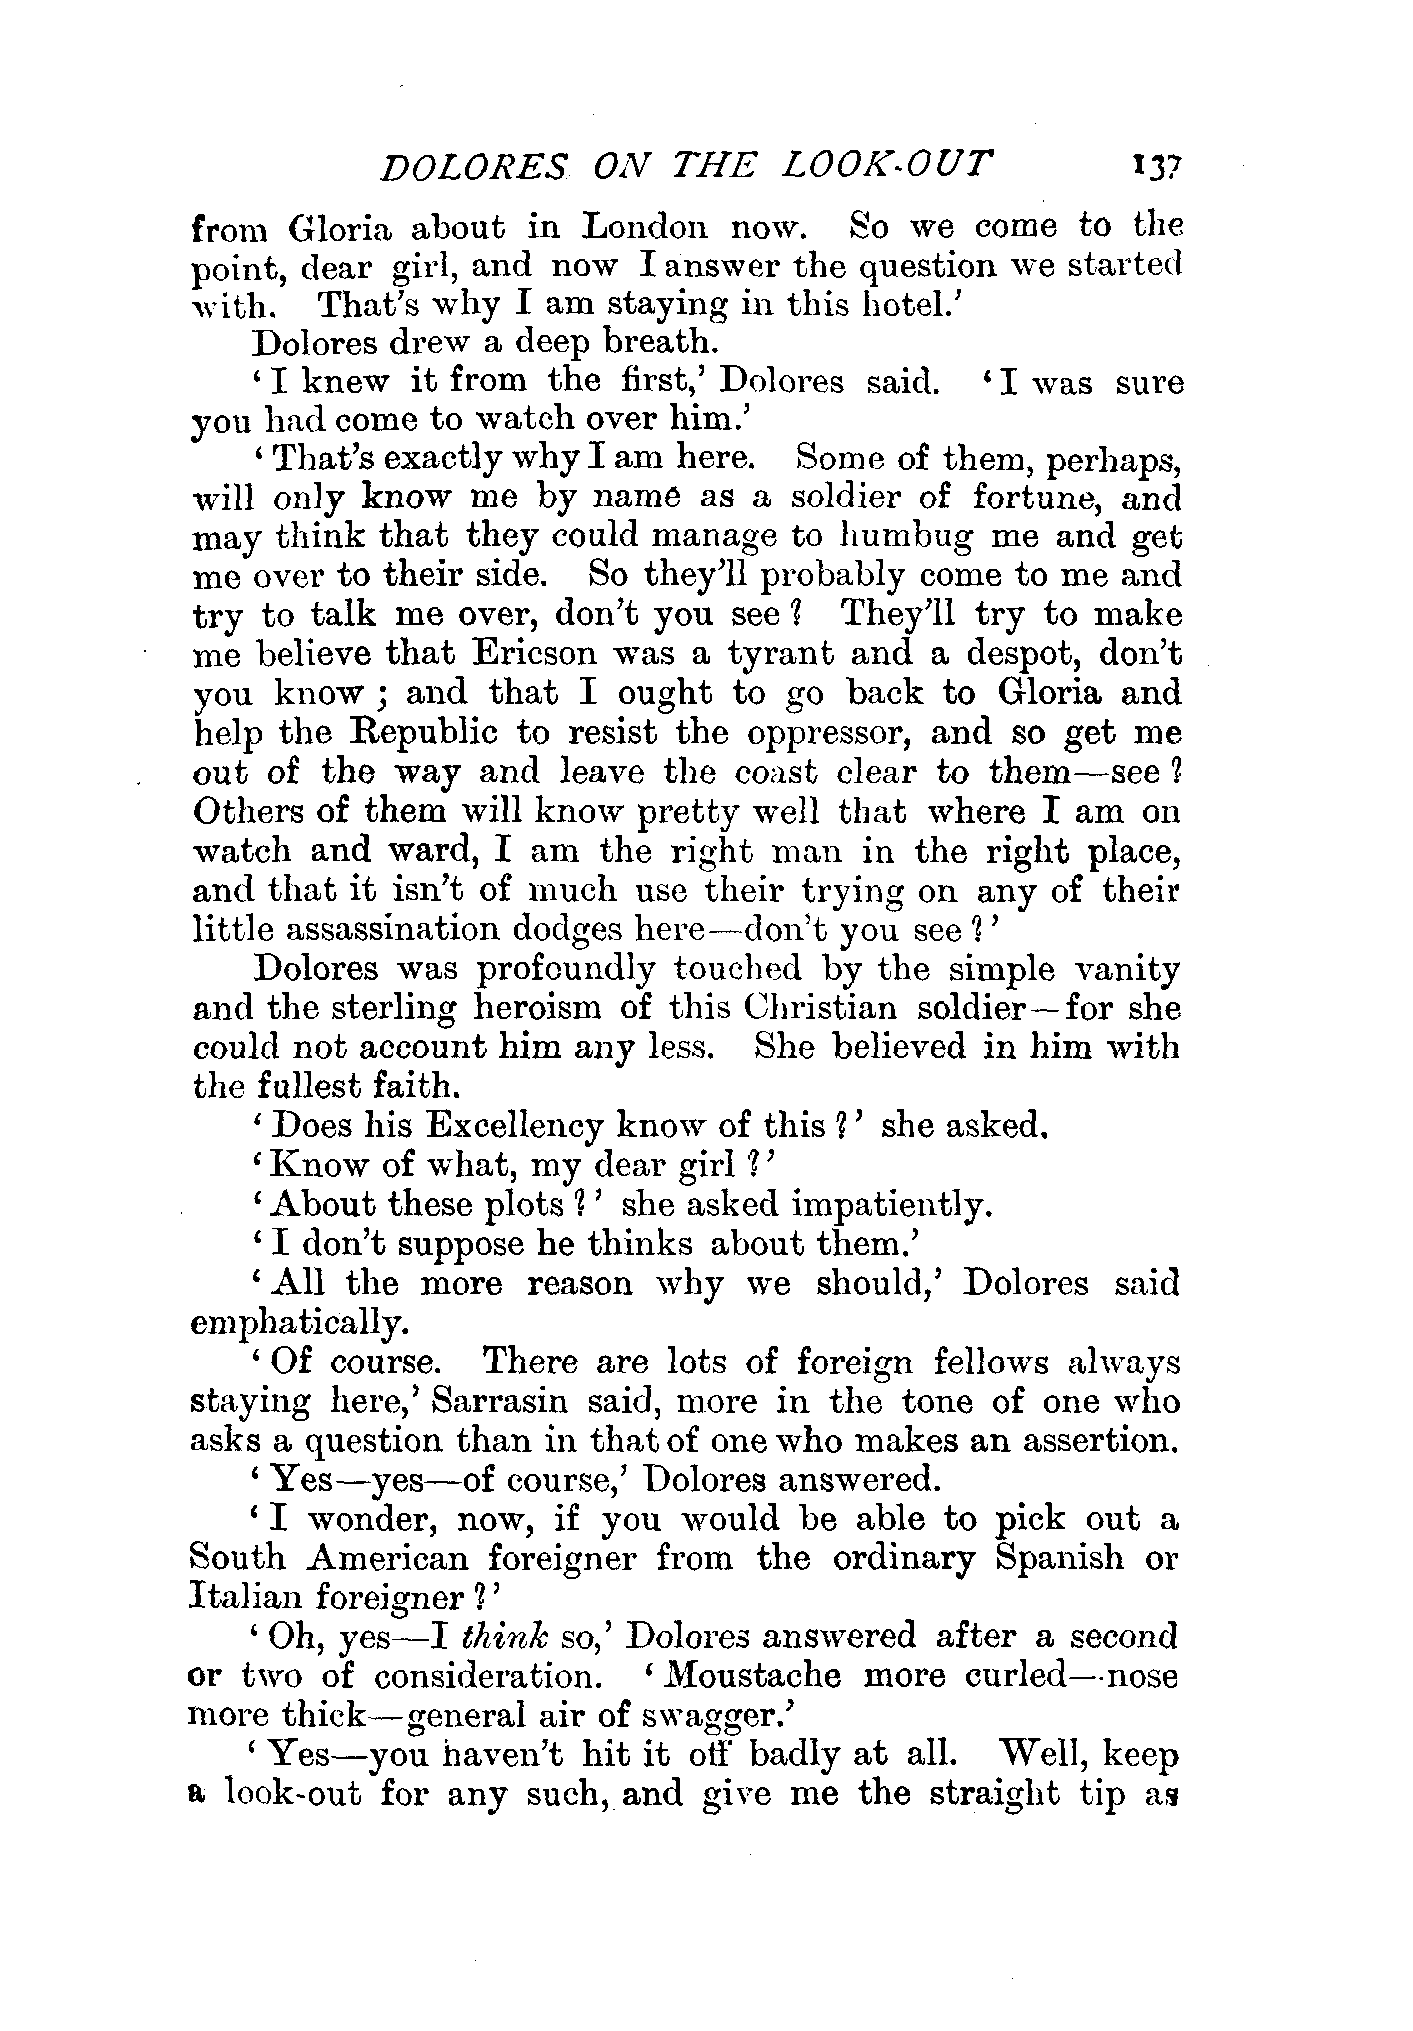 DOLORES ON THE LOOK-OUT 137
from Gloria about in London now. So we come to the
point, dear girl, and now I answer the question we started
with. That's why I am staying in this hotel.'
Dolores drew a deep breath.
'I knew it from the first,' Dolores said. 'I was sure
you had come to watch over him.'
'That's exactly why I am here. Some of them, perhaps,
will only know me by name as a soldier of fortune, and
may think that they could manage to humbug me and get
me over to their side. So they'll probably come to me and
try to talk me over, don't you see? They'll try to make
me believe that Ericson was a tyrant and a despot, don't
you know; and that I ought to go back to Gloria and
help the Republic to resist the oppressor, and so get me
out of the way and leave the coast clear to them—see?
Others of them will know pretty well that where I am on
watch and ward, I am the right man in the right place,
and that it isn't of much use their trying on any of their
little assassination dodges here—don't you see?'
Dolores was profoundly touched by the simple vanity
and the sterling heroism of this Christian soldier—for she
could not account him any less. She believed in him with
the fullest faith.
'Does his Excellency know of this?' she asked.
'Know of what, my dear girl?'
'About these plots?' she asked impatiently.
'I don't suppose he thinks about them.'
'All the more reason why we should,' Dolores said
emphatically.
'Of course. There are lots of foreign fellows always
staying here,' Sarrasin said, more in the tone of one who
asks a question than in that of one who makes an assertion.
'Yes—yes—of course,' Dolores answered.
'I wonder, now, if you would be able to pick out a
South American foreigner from the ordinary Spanish or
Italian foreigner?'
'Oh, yes—I think so,' Dolores answered after a second
or two of consideration. 'Moustache more curled—nose
more thick—general air of swagger.'
'Yes—you haven't hit it off badly at all. Well, keep
a look-out for any such, and give me the straight tip as